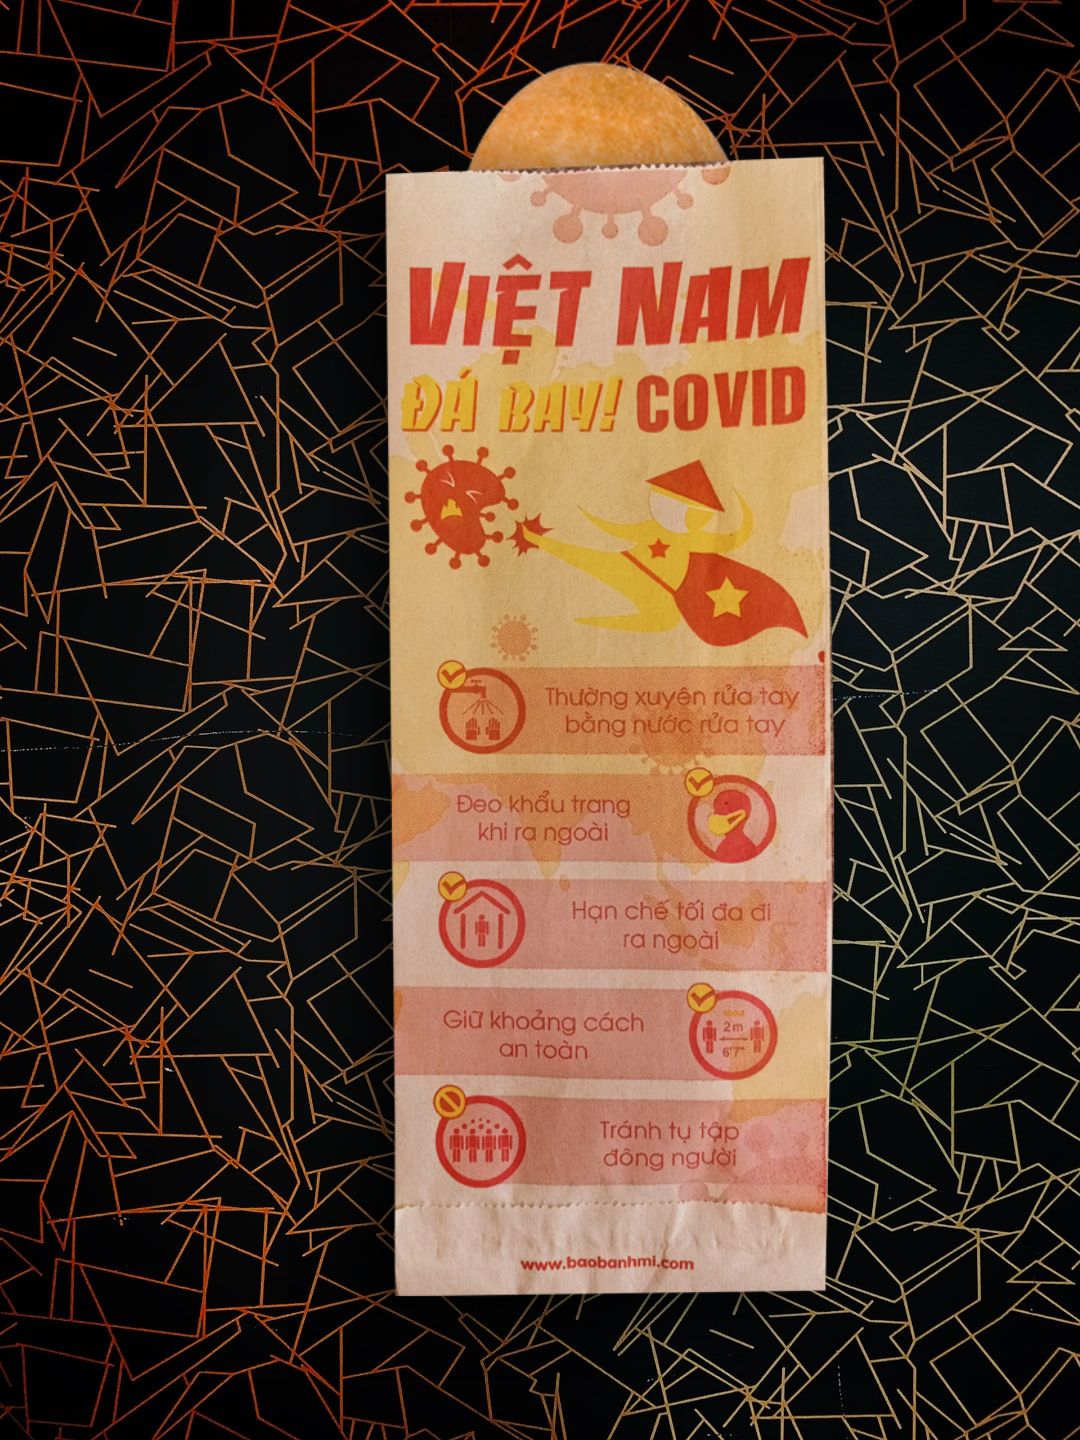 VIỆT NAM
ĐÁ BAY! COVID
Thường xuyên rửa tay
bằng nước rửa tay
Đeo khẩu trang
khi ra ngoài
Hạn chế tối đa đi
ra ngoài
Giữ khoảng cách
an toàn
about
2m
6'7"
Tránh tụ tập
đông người
www.baobanhmi.com